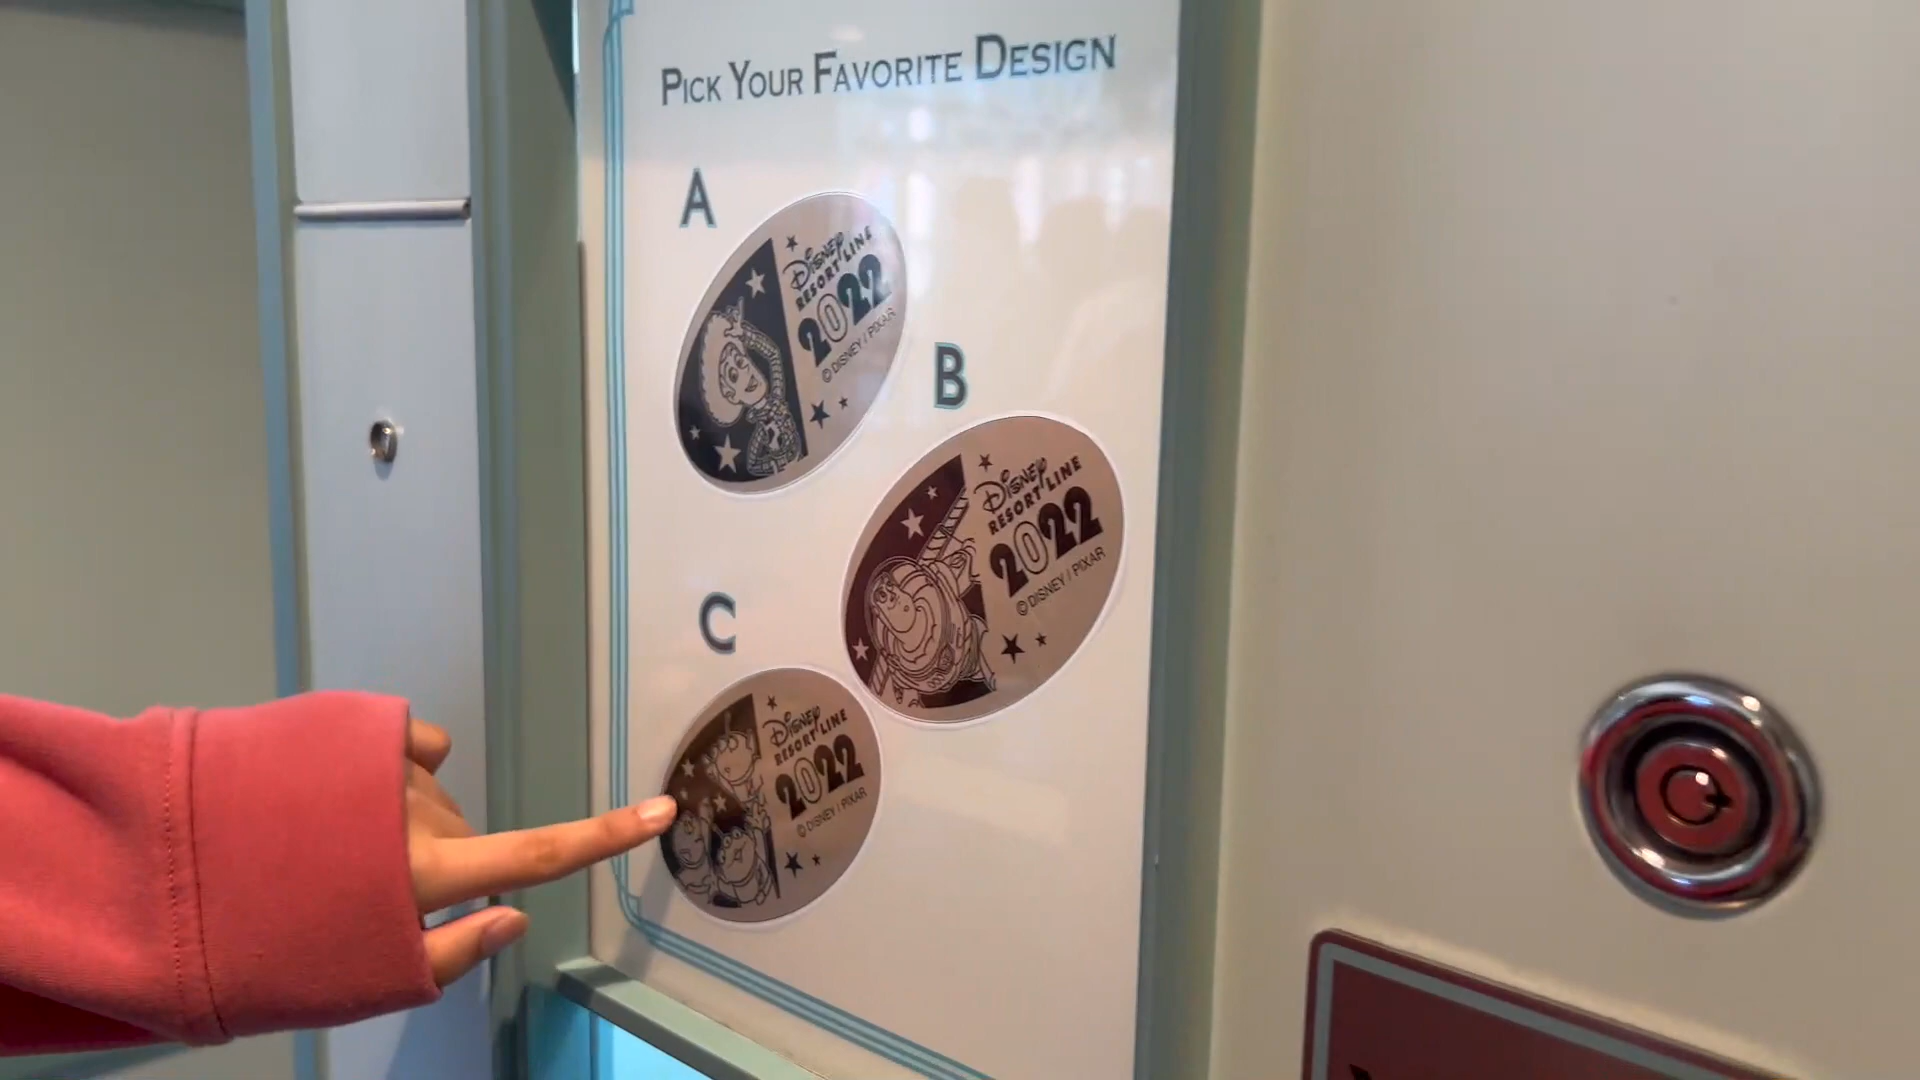 PICK YOUR FAVORITE DESIGN
A
DISNEY
RESORT LINE
2022
© DISNEY / PIXAR
B
DISNEY
RESORT LINE
2022
© DISNEY / PIXAR
C
DISNEY
RESORT LINE
2022
© DISNEY / PIXAR